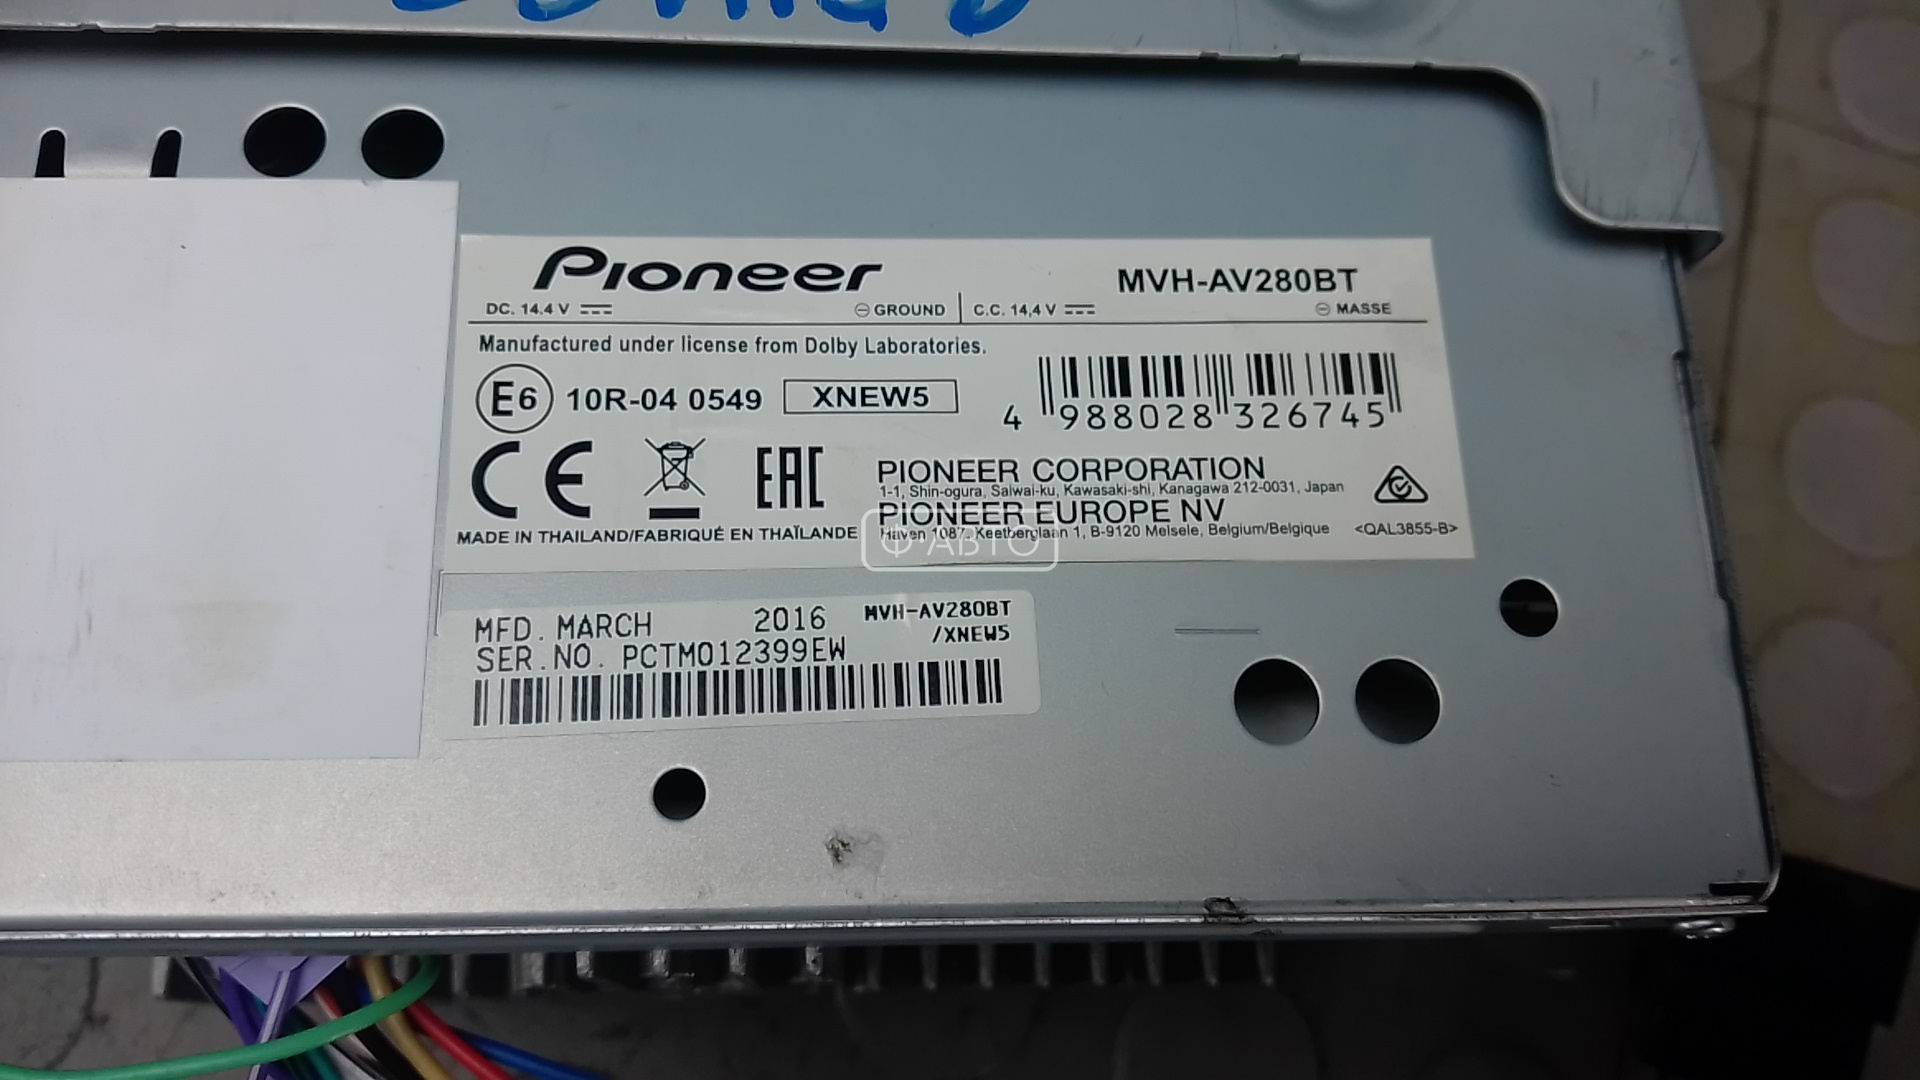 Pioneer MVH-AV280BT
DC. 14.4 V GROUND C.C. 14,4 V MASSE
Manufactured under license from Dolby Laboratories.
E6 10R-04 0549 XNEW5
4 988028 326745
CE EAC
PIONEER CORPORATION
1-1, Shin-ogura, Saiwai-ku, Kawasaki-shi, Kanagawa 212-0031, Japan
PIONEER EUROPE NV
Haven 1087, Keetberglaan 1, B-9120 Melsele, Belgium/Belgique
<QAL3855-B>
MADE IN THAILAND/FABRIQUÉ EN THAÏLANDE
Ф-АВТО
MFD. MARCH 2016 MVH-AV280BT
/XNEW5
SER.NO. PCTM012399EW